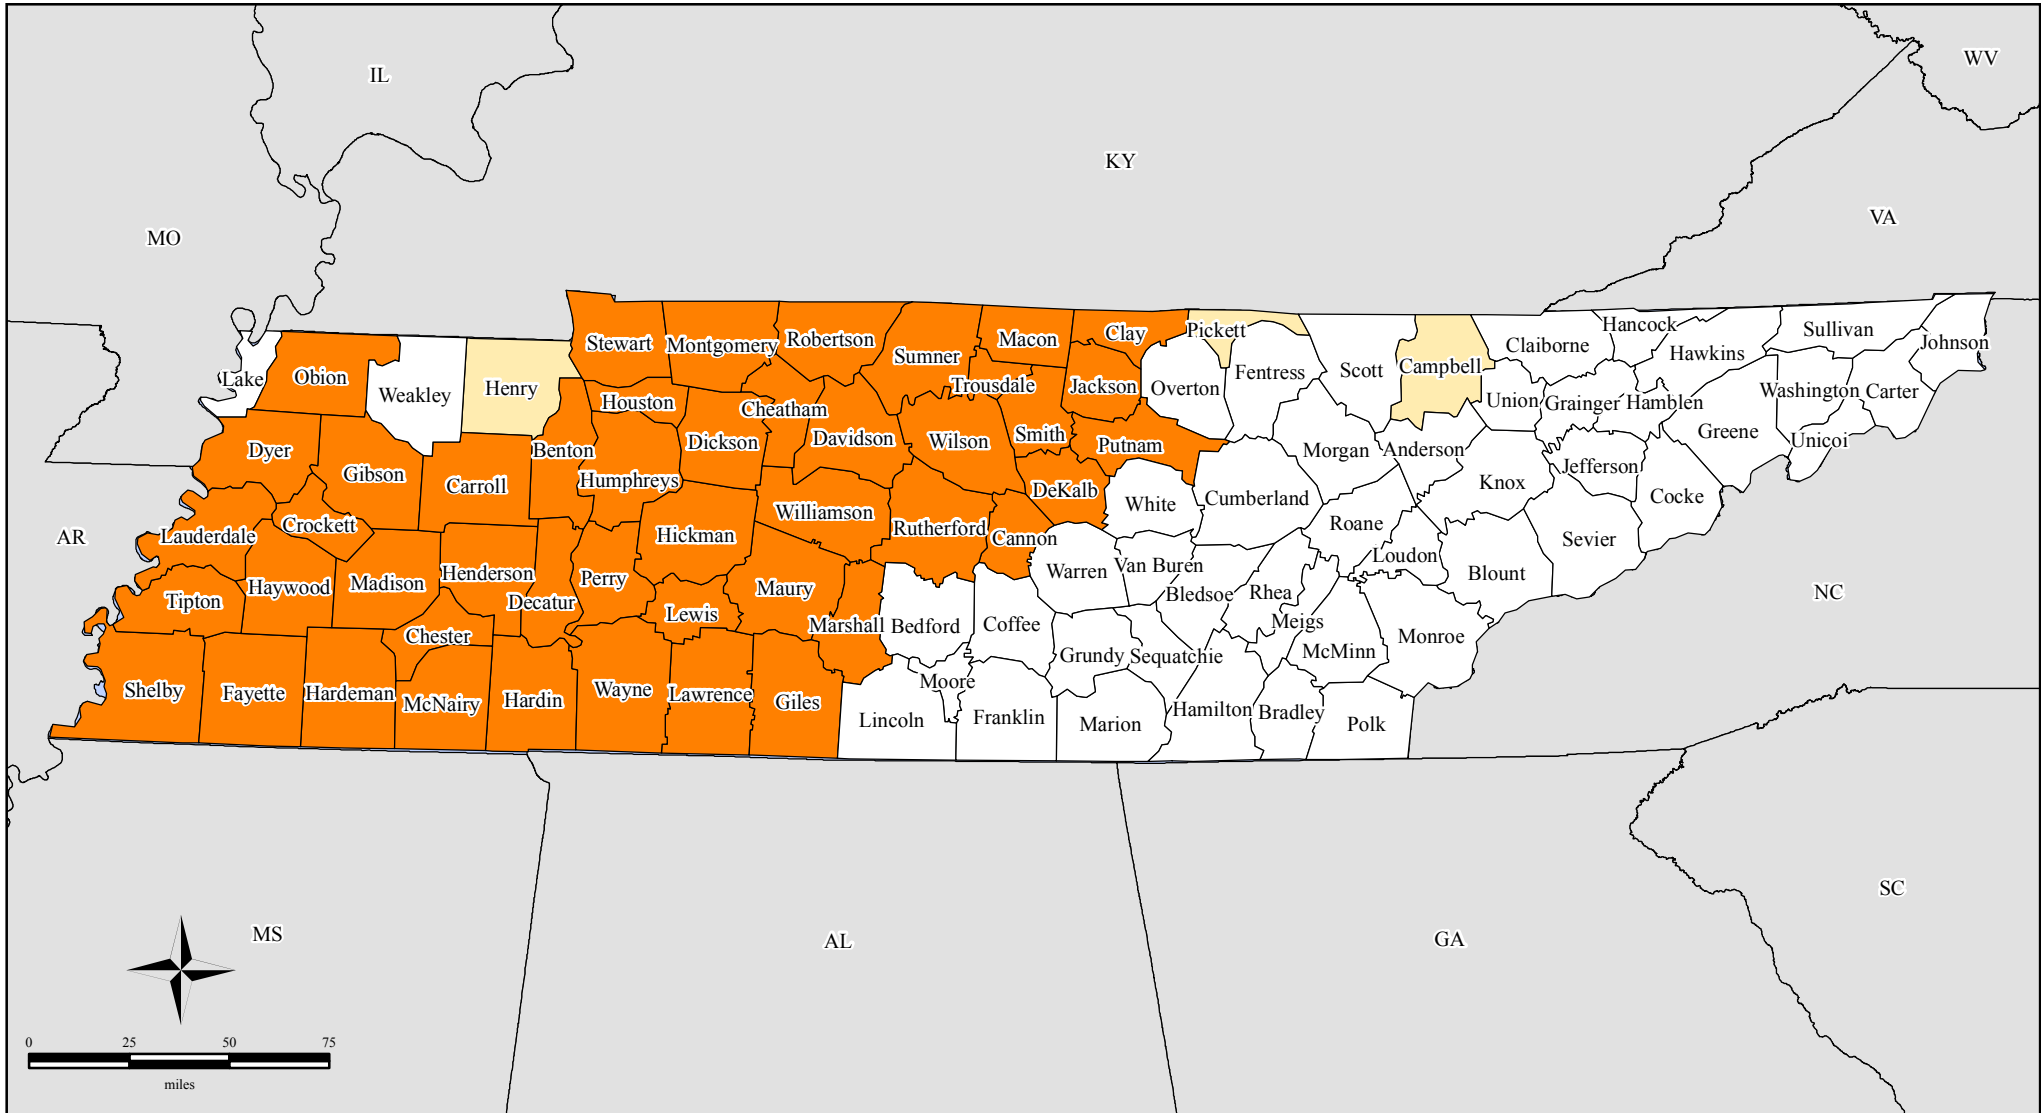 IL
WV
KY
VA
MO
AR
NC
SC
MS
AL
GA
Stewart
Montgomery
Robertson
Sumner
Macon
Clay
Pickett
Scott
Campbell
Claiborne
Hancock
Hawkins
Sullivan
Johnson
Lake
Obion
Weakley
Henry
Houston
Cheatham
Trousdale
Jackson
Overton
Fentress
Union
Grainger
Hamblen
Greene
Washington
Carter
Unicoi
Dyer
Gibson
Carroll
Benton
Humphreys
Dickson
Davidson
Wilson
Smith
Putnam
DeKalb
White
Cumberland
Morgan
Anderson
Knox
Jefferson
Cocke
Sevier
Lauderdale
Crockett
Haywood
Madison
Henderson
Decatur
Perry
Hickman
Williamson
Rutherford
Cannon
Warren
Van Buren
Bledsoe
Rhea
Roane
Loudon
Blount
Tipton
Chester
Lewis
Maury
Marshall
Bedford
Coffee
Grundy
Sequatchie
Meigs
McMinn
Monroe
Shelby
Fayette
Hardeman
McNairy
Hardin
Wayne
Lawrence
Giles
Lincoln
Moore
Franklin
Marion
Hamilton
Bradley
Polk
0 25 50 75
miles